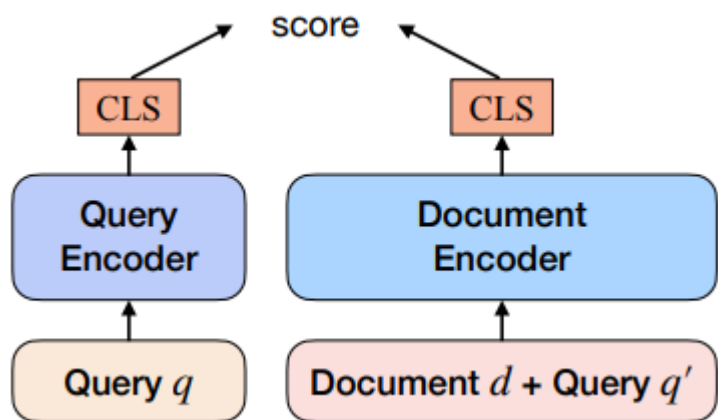 score
CLS
CLS
Query
Encoder
Document
Encoder
Query q
Document d + Query q′